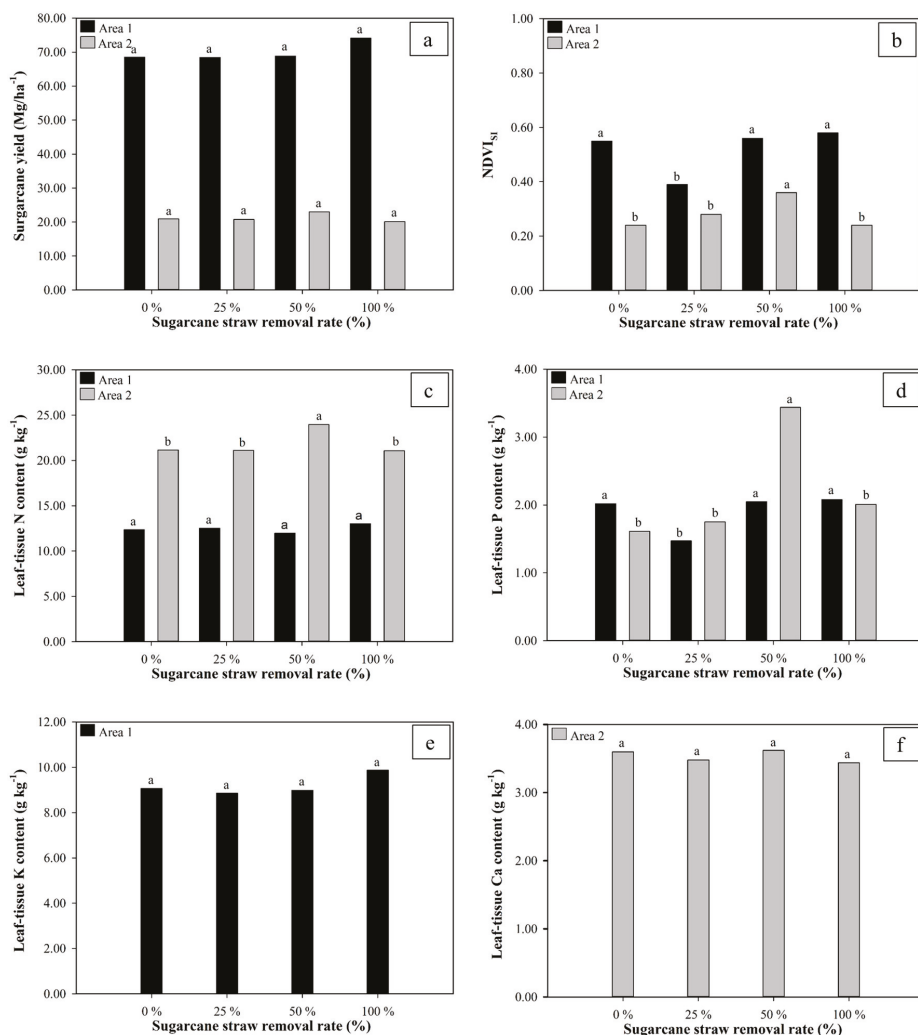 a
Area 1
Area 2
Surgarcane yield (Mg/ha⁻¹)
80.00
70.00
60.00
50.00
40.00
30.00
20.00
10.00
0.00
a a a a
a a a a
0 % 25 % 50 % 100 %
Sugarcane straw removal rate (%)
b
Area 1
Area 2
NDVI_SI
1.00
0.80
0.60
0.40
0.20
0.00
a b b b a a a b
0 % 25 % 50 % 100 %
Sugarcane straw removal rate (%)
c
Area 1
Area 2
Leaf-tissue N content (g kg⁻¹)
30.00
25.00
20.00
15.00
10.00
5.00
0.00
a b a b a a a b
0 % 25 % 50 % 100 %
Sugarcane straw removal rate (%)
d
Area 1
Area 2
Leaf-tissue P content (g kg⁻¹)
4.00
3.00
2.00
1.00
0.00
a b b b a a a b
0 % 25 % 50 % 100 %
Sugarcane straw removal rate (%)
e
Area 1
Leaf-tissue K content (g kg⁻¹)
12.00
10.00
8.00
6.00
4.00
2.00
0.00
a a a a
0 % 25 % 50 % 100 %
Sugarcane straw removal rate (%)
f
Area 2
Leaf-tissue Ca content (g kg⁻¹)
4.00
3.00
2.00
1.00
0.00
a a a a
0 % 25 % 50 % 100 %
Sugarcane straw removal rate (%)